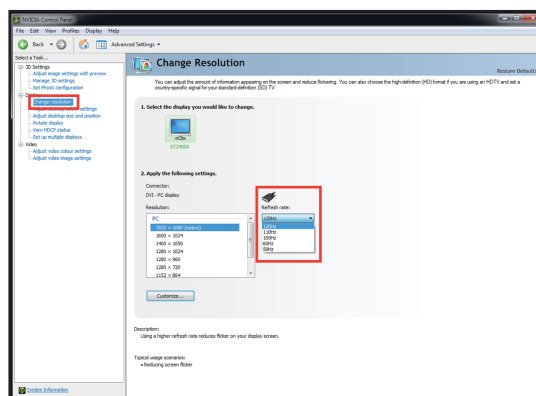 NVIDIA Control Panel
File Edit View Profiles Display Help
Back
Advanced Settings
Select a Task...
3D Settings
Adjust image settings with preview
Manage 3D settings
Set PhysX configuration
Change resolution
Adjust desktop size and position
Rotate display
View HDCP status
Set up multiple displays
Video
Adjust video colour settings
Adjust video image settings
System Information
Change Resolution
Restore Defaults
You can adjust the amount of information appearing on the screen and reduce flickering. You can also choose the high-definition (HD) format if you are using an HDTV and set a
country-specific signal for your standard-definition (SD) TV.
1. Select the display you would like to change.
2. Apply the following settings.
Connector:
DVI - PC display
Resolution:
PC
1920 × 1080 (native)
1600 × 1024
1400 × 1050
1280 × 1024
1280 × 960
1280 × 720
1152 × 864
Refresh rate:
120Hz
120Hz
110Hz
100Hz
60Hz
59Hz
Customize...
Description:
Using a higher refresh rate reduces flicker on your display screen.
Typical usage scenarios:
• Reducing screen flicker